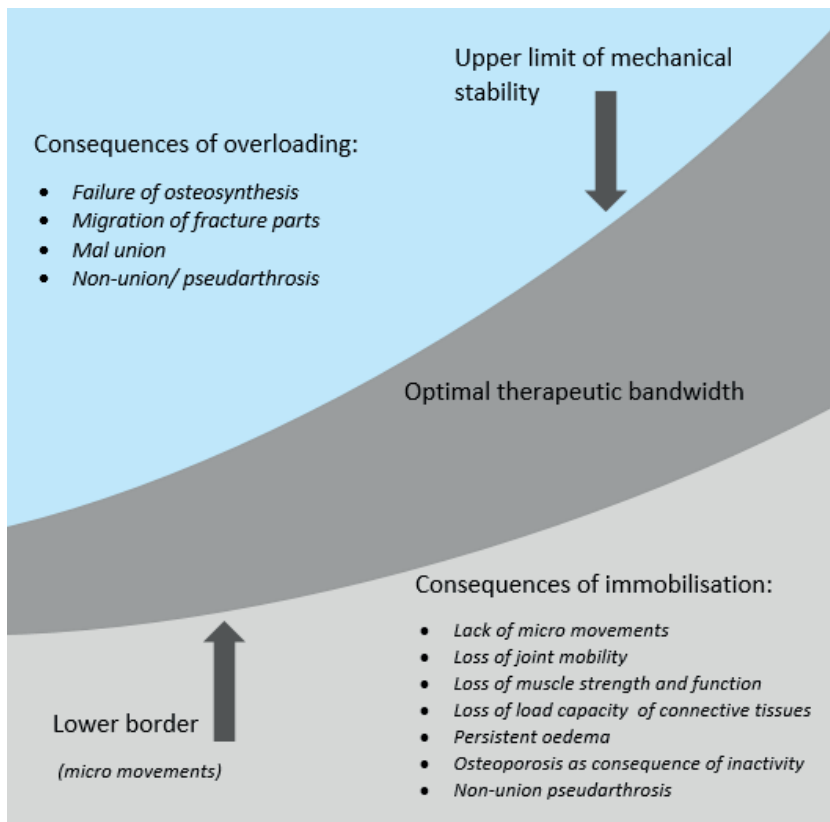 Upper limit of mechanical
stability
Consequences of overloading:
• Failure of osteosynthesis
• Migration of fracture parts
• Mal union
• Non-union/ pseudarthrosis
Optimal therapeutic bandwidth
Consequences of immobilisation:
• Lack of micro movements
• Loss of joint mobility
• Loss of muscle strength and function
• Loss of load capacity of connective tissues
• Persistent oedema
• Osteoporosis as consequence of inactivity
• Non-union pseudarthrosis
Lower border
(micro movements)